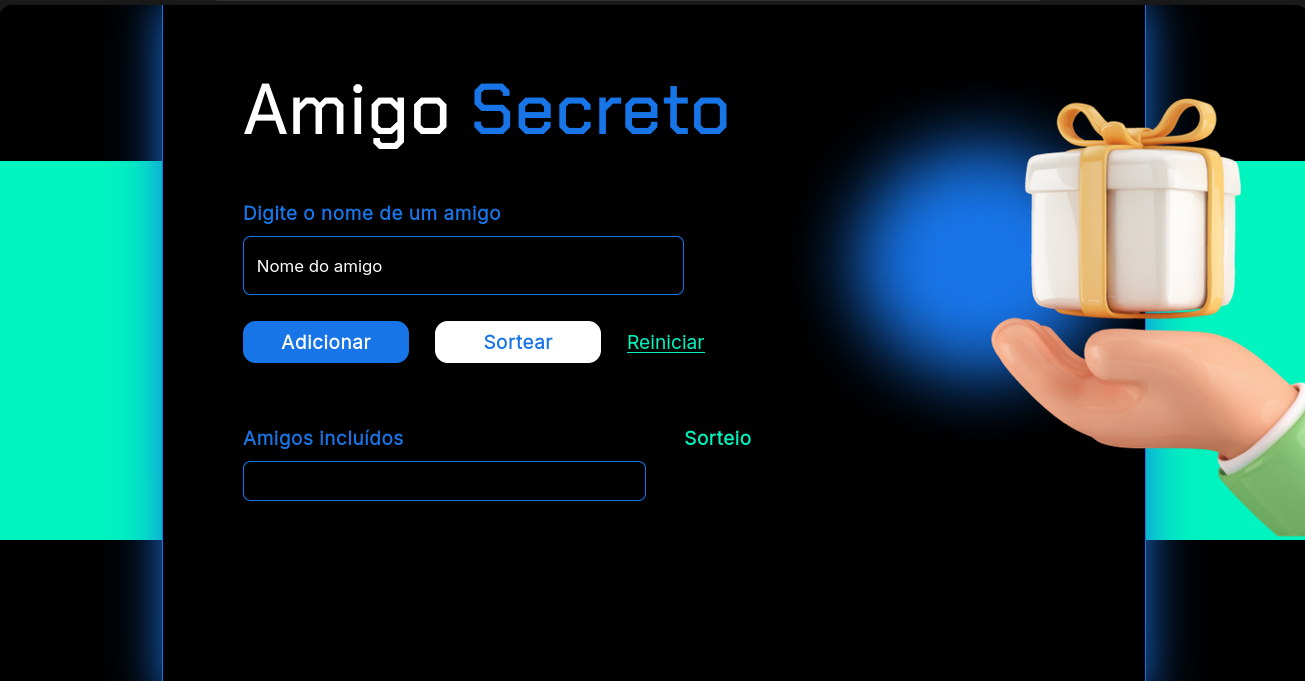 Amigo Secreto
Digite o nome de um amigo
Nome do amigo
Adicionar Sortear Reiniciar
Amigos incluídos Sorteio